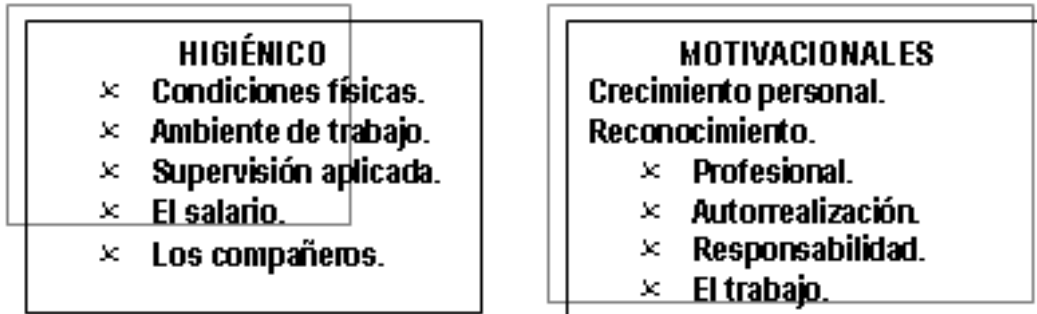 HIGIÉNICO
× Condiciones físicas.
× Ambiente de trabajo.
× Supervisión aplicada.
× El salario.
× Los compañeros.
MOTIVACIONALES
Crecimiento personal.
Reconocimiento.
× Profesional.
× Autorrealización.
× Responsabilidad.
× El trabajo.